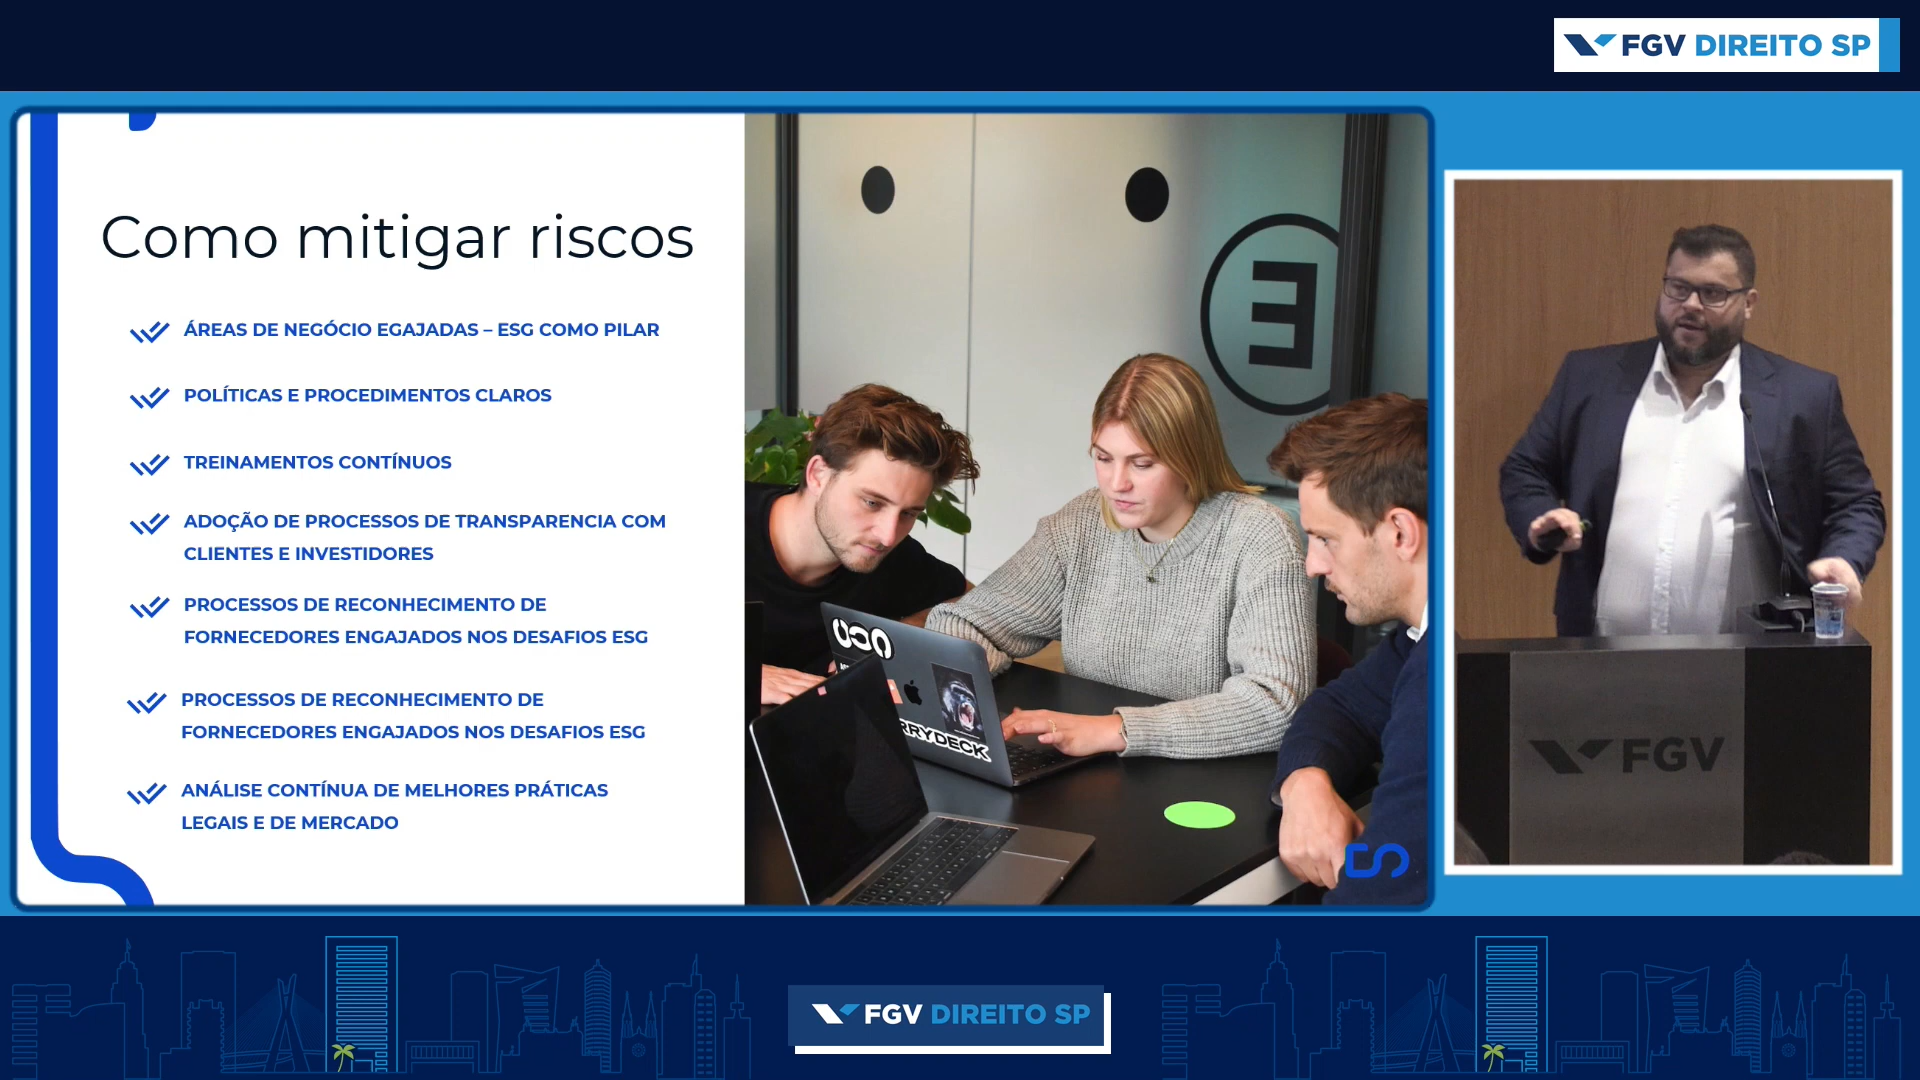 FGV DIREITO SP
Como mitigar riscos
ÁREAS DE NEGÓCIO EGAJADAS – ESG COMO PILAR
POLÍTICAS E PROCEDIMENTOS CLAROS
TREINAMENTOS CONTÍNUOS
ADOÇÃO DE PROCESSOS DE TRANSPARENCIA COM
CLIENTES E INVESTIDORES
PROCESSOS DE RECONHECIMENTO DE
FORNECEDORES ENGAJADOS NOS DESAFIOS ESG
PROCESSOS DE RECONHECIMENTO DE
FORNECEDORES ENGAJADOS NOS DESAFIOS ESG
ANÁLISE CONTÍNUA DE MELHORES PRÁTICAS
LEGAIS E DE MERCADO
RRYDECK
FGV
FGV DIREITO SP